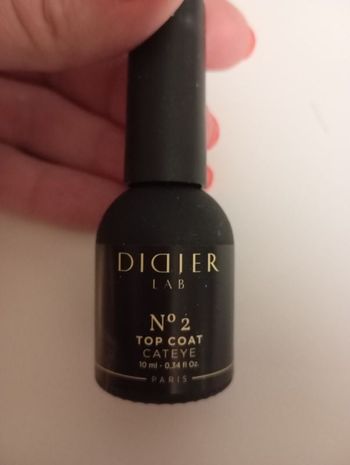 DIDIER
LAB
Nº 2
TOP COAT
CATEYE
10 ml - 0,34 fl Oz.
PARIS